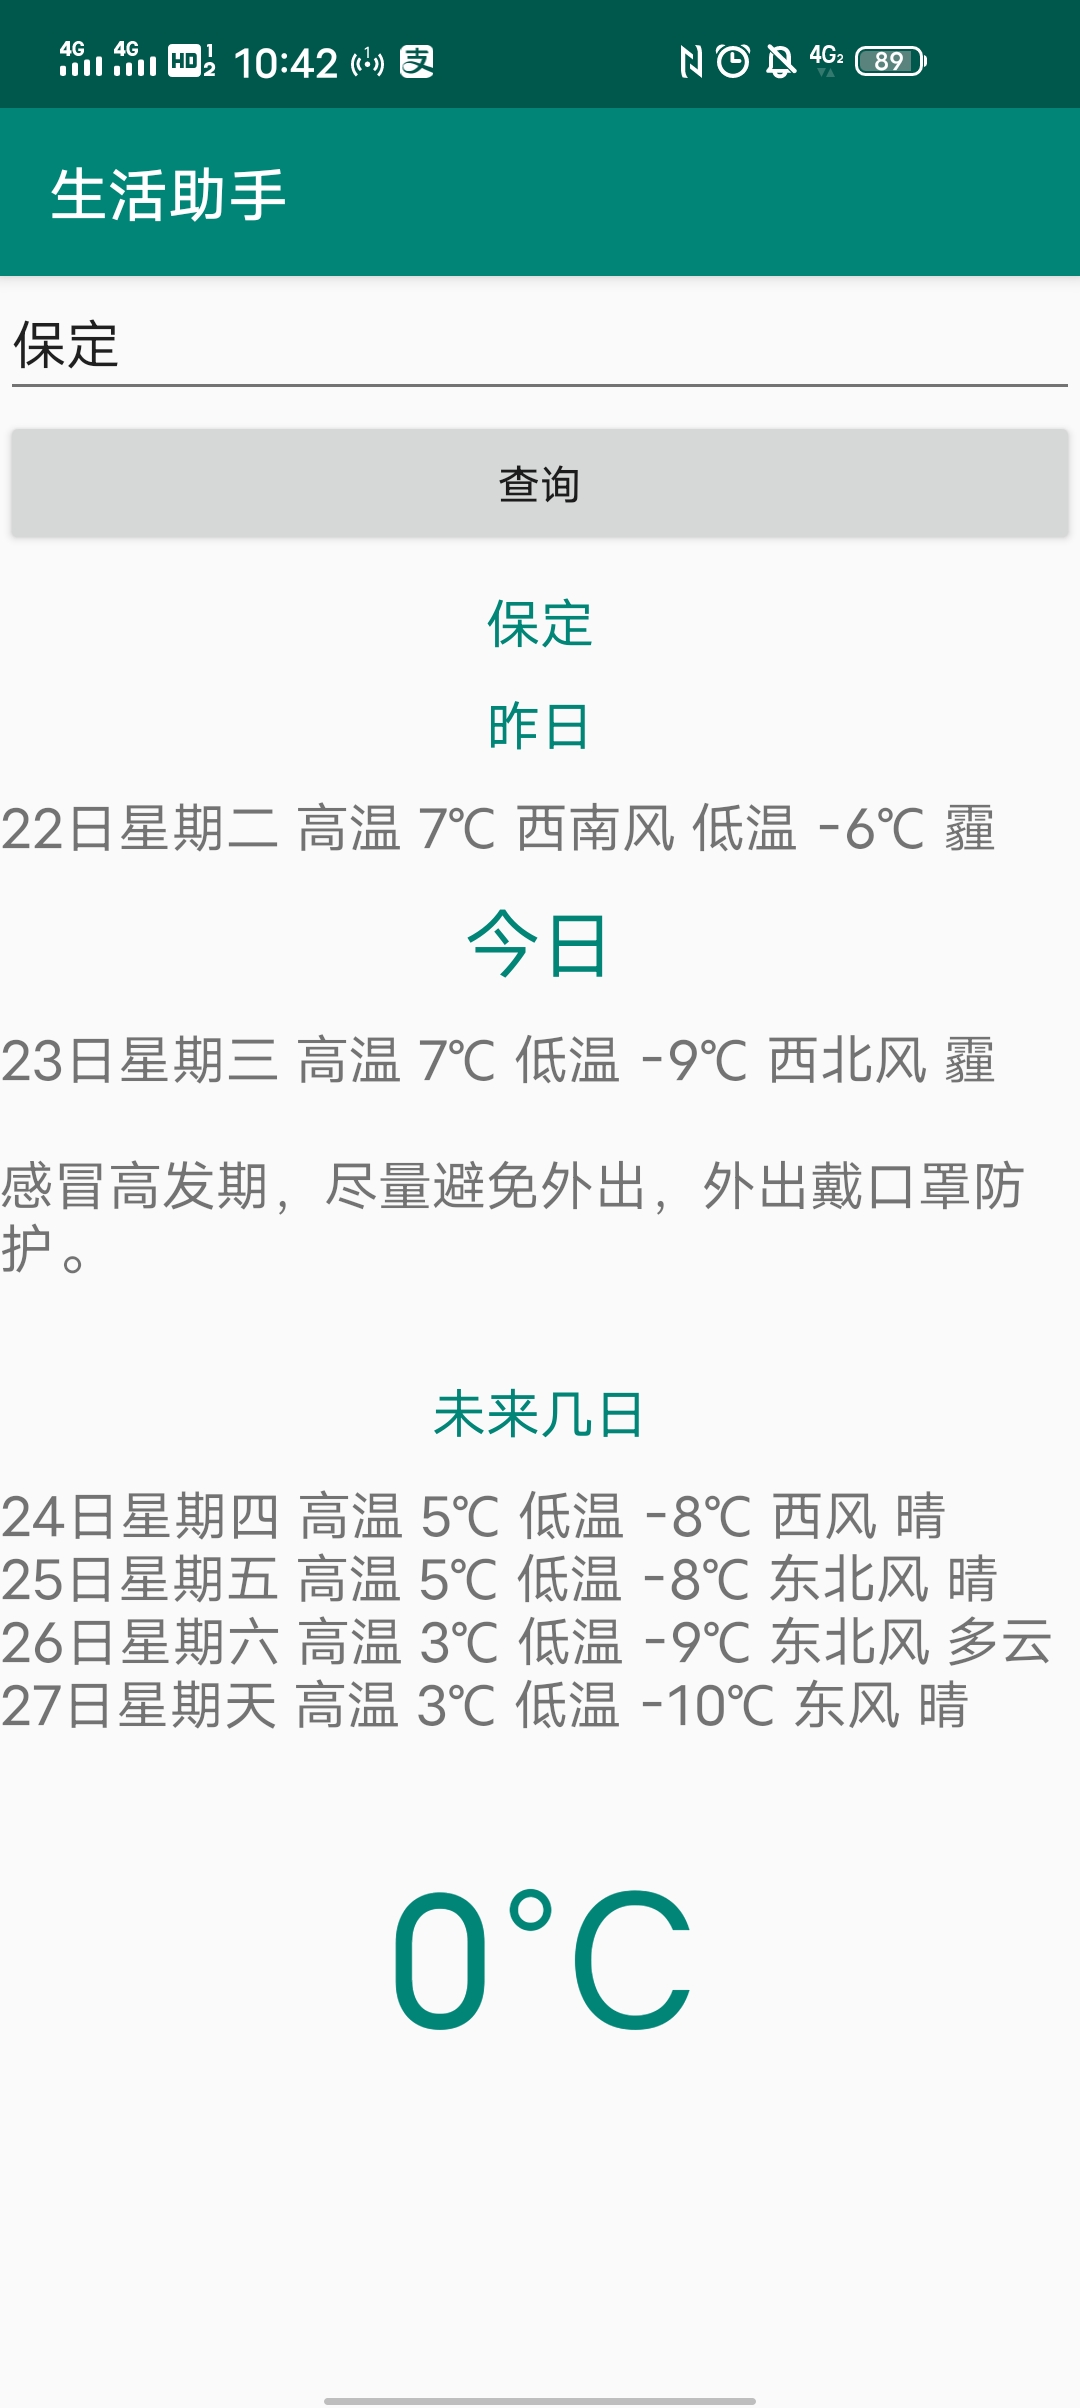 4G 4G HD 1 2 10:42 1 支 4G2 89
生活助手
保定
查询
保定
昨日
22日星期二 高温 7℃ 西南风 低温 -6℃ 霾
今日
23日星期三 高温 7℃ 低温 -9℃ 西北风 霾
感冒高发期，尽量避免外出，外出戴口罩防
护。
未来几日
24日星期四 高温 5℃ 低温 -8℃ 西风 晴
25日星期五 高温 5℃ 低温 -8℃ 东北风 晴
26日星期六 高温 3℃ 低温 -9℃ 东北风 多云
27日星期天 高温 3℃ 低温 -10℃ 东风 晴
0°C